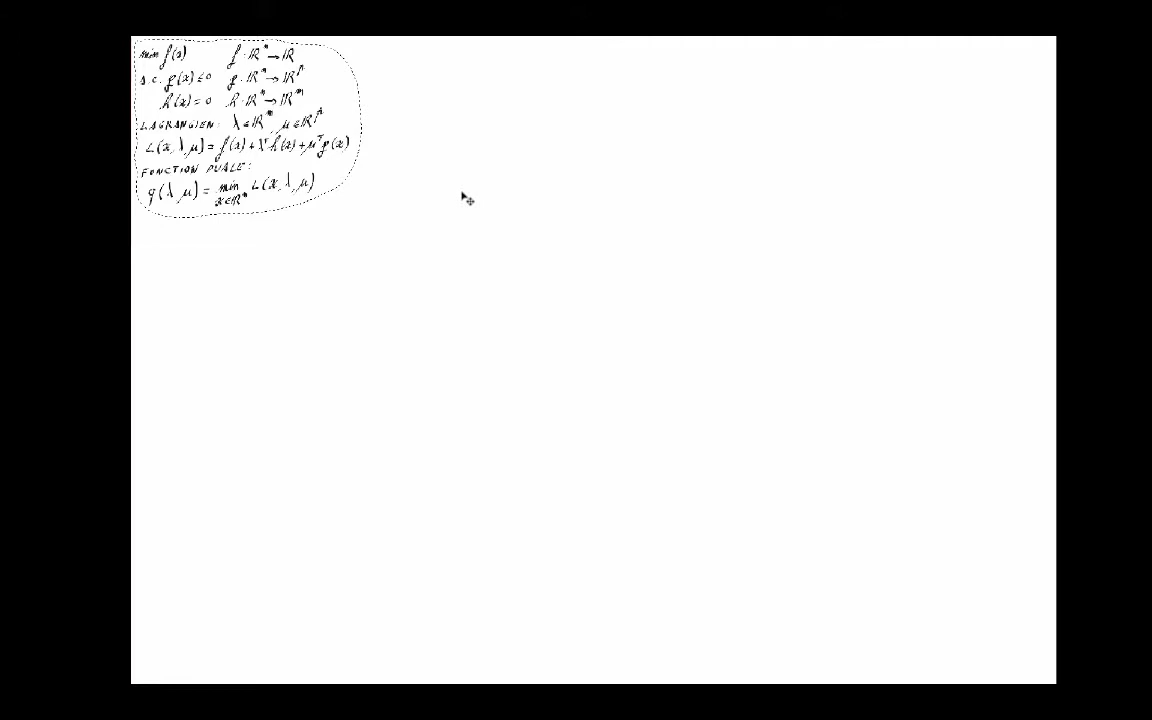 min f(x) f: ℝⁿ → ℝ
s.c. g(x) ≤ 0 g: ℝⁿ → ℝᵖ
h(x) = 0 h: ℝⁿ → ℝᵐ
LAGRANGIEN: λ ∈ ℝᵐ, μ ∈ ℝᵖ
L(x, λ, μ) = f(x) + λᵀh(x) + μᵀg(x)
FONCTION DUALE:
q(λ, μ) = min L(x, λ, μ)
x∈ℝⁿ